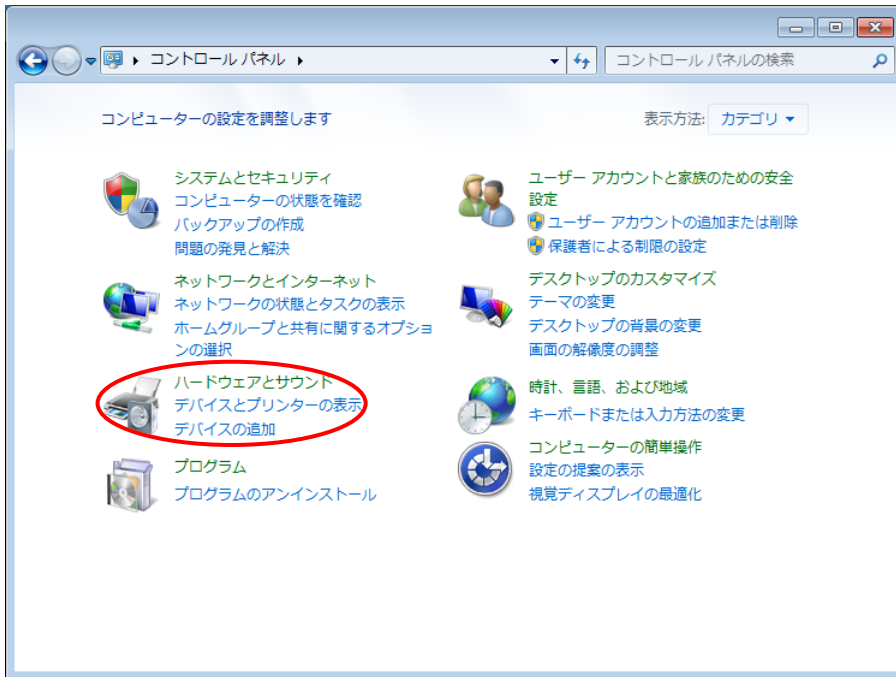 コントロール パネル
コントロール パネルの検索
コンピューターの設定を調整します
表示方法: カテゴリ
システムとセキュリティ
コンピューターの状態を確認
バックアップの作成
問題の発見と解決
ネットワークとインターネット
ネットワークの状態とタスクの表示
ホームグループと共有に関するオプショ
ンの選択
ハードウェアとサウンド
デバイスとプリンターの表示
デバイスの追加
プログラム
プログラムのアンインストール
ユーザー アカウントと家族のための安全
設定
ユーザー アカウントの追加または削除
保護者による制限の設定
デスクトップのカスタマイズ
テーマの変更
デスクトップの背景の変更
画面の解像度の調整
時計、言語、および地域
キーボードまたは入力方法の変更
コンピューターの簡単操作
設定の提案の表示
視覚ディスプレイの最適化